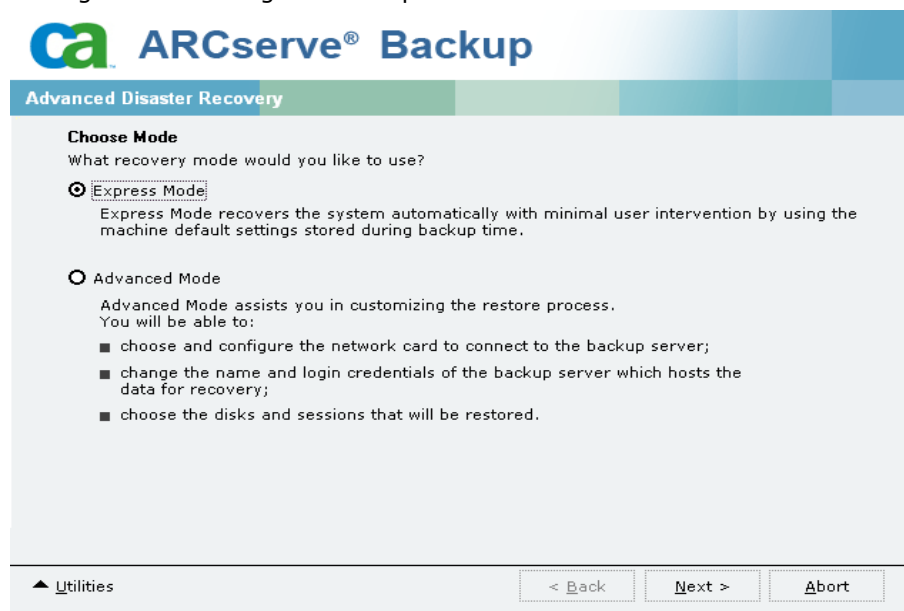 ca ARCserve® Backup
Advanced Disaster Recovery
Choose Mode
What recovery mode would you like to use?
Express Mode
Express Mode recovers the system automatically with minimal user intervention by using the
machine default settings stored during backup time.
Advanced Mode
Advanced Mode assists you in customizing the restore process.
You will be able to:
■ choose and configure the network card to connect to the backup server;
■ change the name and login credentials of the backup server which hosts the
data for recovery;
■ choose the disks and sessions that will be restored.
Utilities
< Back
Next >
Abort